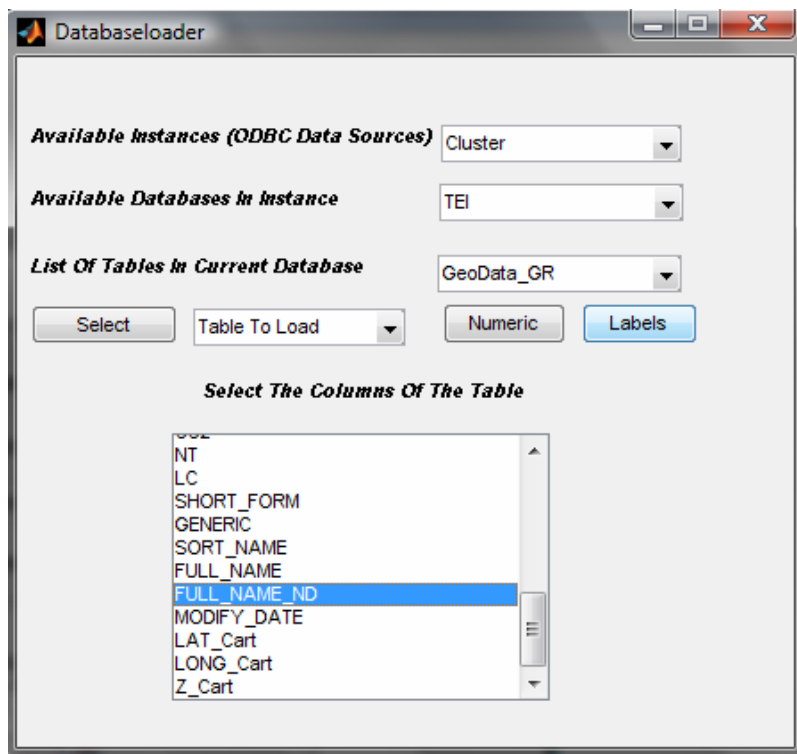 Databaseloader
Available Instances (ODBC Data Sources) Cluster
Available Databases In Instance TEI
List Of Tables In Current Database GeoData_GR
Select Table To Load Numeric Labels
Select The Columns Of The Table
NT
LC
SHORT_FORM
GENERIC
SORT_NAME
FULL_NAME
FULL_NAME_ND
MODIFY_DATE
LAT_Cart
LONG_Cart
Z_Cart